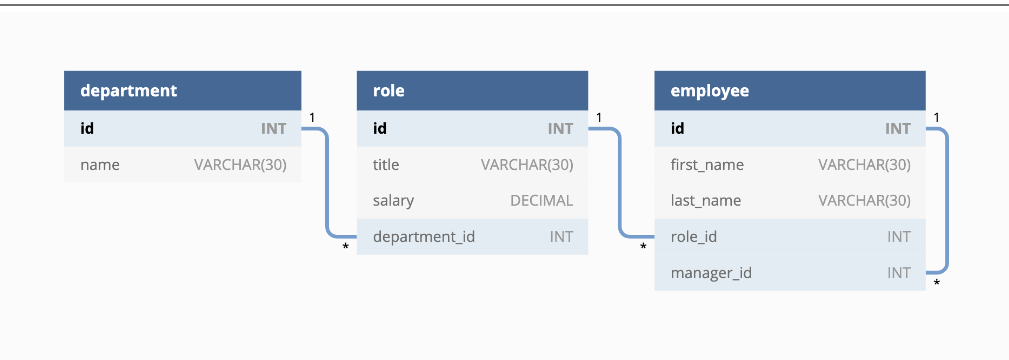 department
id INT
name VARCHAR(30)
1
*
role
id INT
title VARCHAR(30)
salary DECIMAL
department_id INT
1
*
employee
id INT
first_name VARCHAR(30)
last_name VARCHAR(30)
role_id INT
manager_id INT
1
*